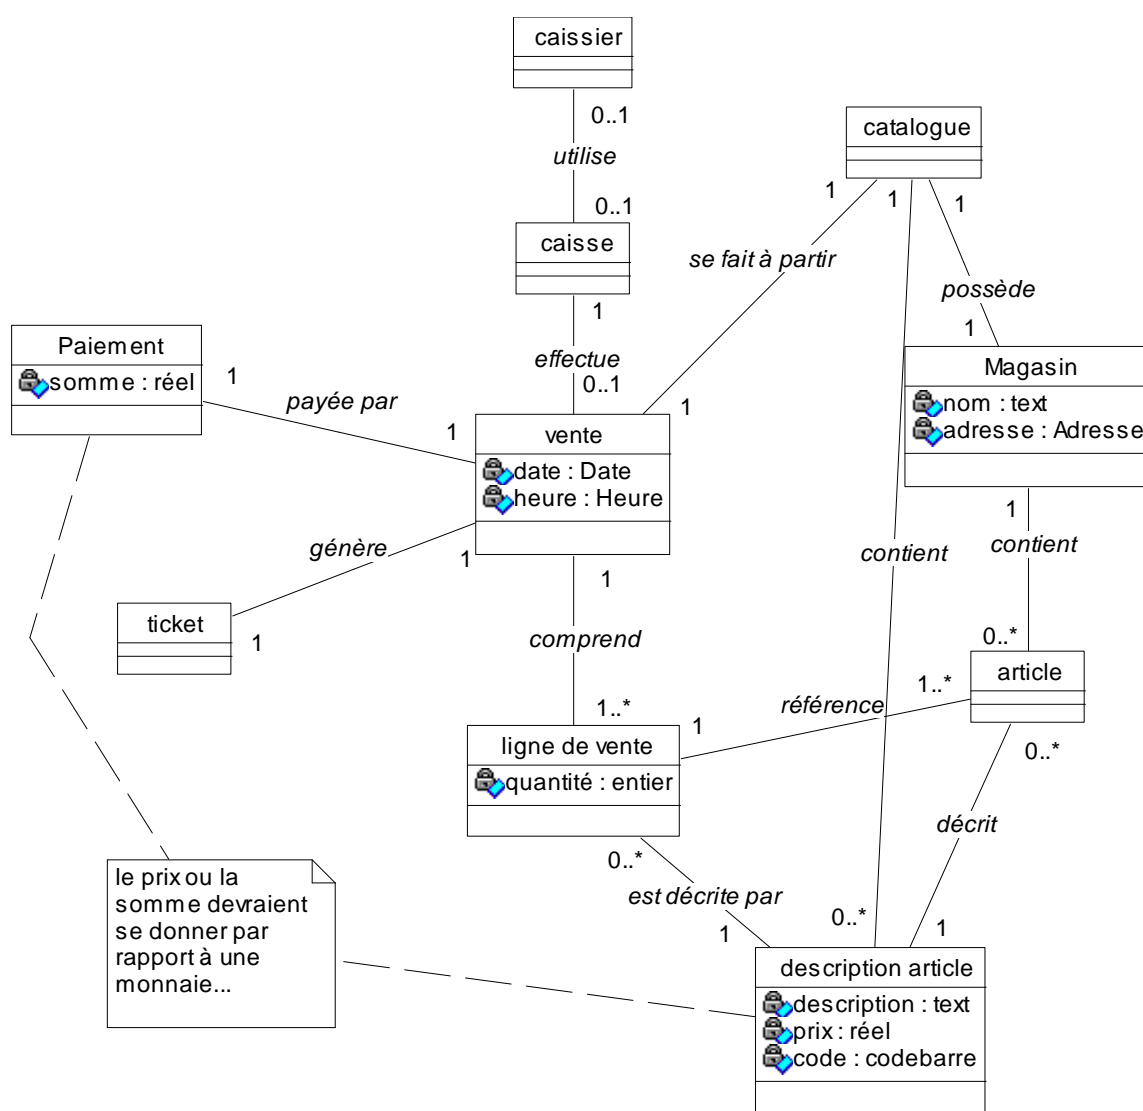 caissier
0..1
utilise
0..1
caisse
1
effectue
0..1
catalogue
1
1
1
se fait à partir
possède
1
Magasin
nom : text
adresse : Adresse
1
contient
0..*
Paiement
somme : réel
1
payée par
1
vente
date : Date
heure : Heure
1
1
génère
1
ticket
1
comprend
1..*
contient
article
1..*
référence
1
ligne de vente
quantité : entier
0..*
décrit
0..*
est décrite par
1
0..*
1
le prix ou la
somme devraient
se donner par
rapport à une
monnaie...
description article
description : text
prix : réel
code : codebarre